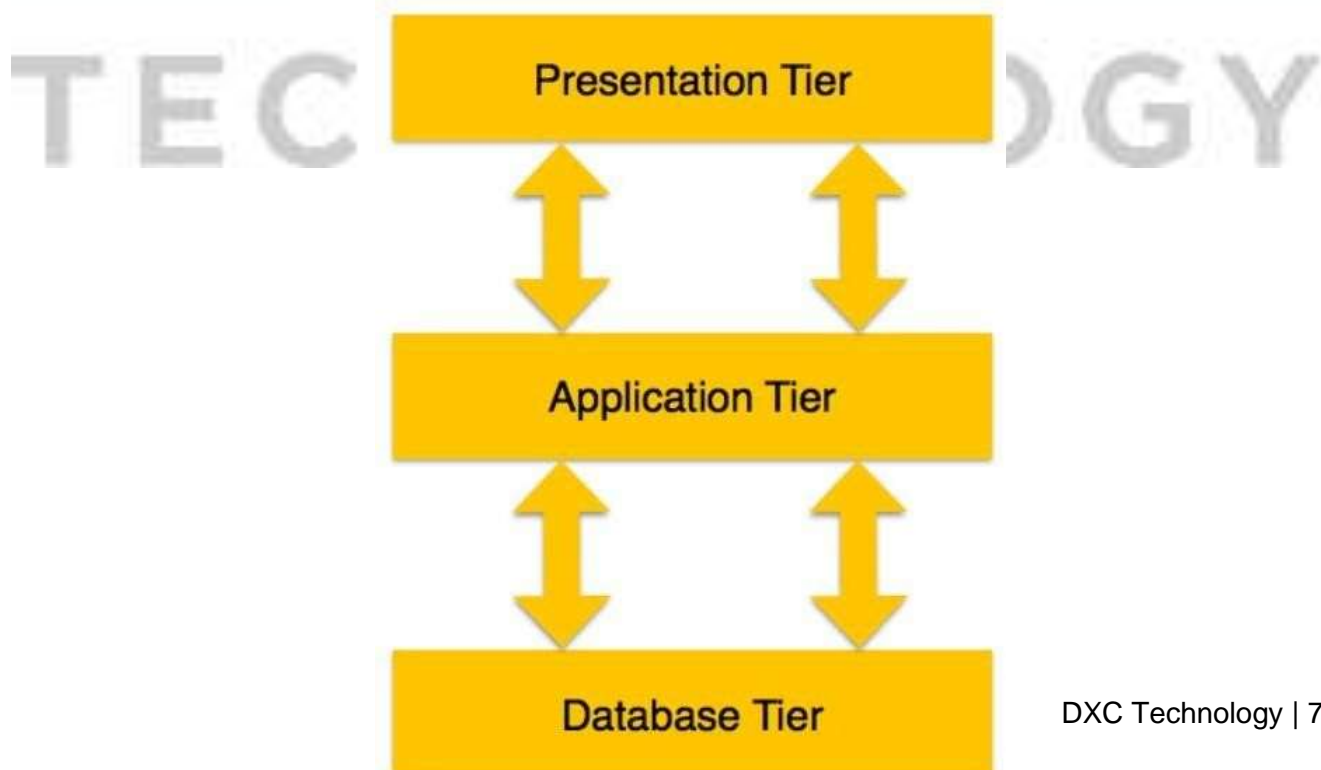 Presentation Tier
TEC OGY
Application Tier
Database Tier
DXC Technology | 7